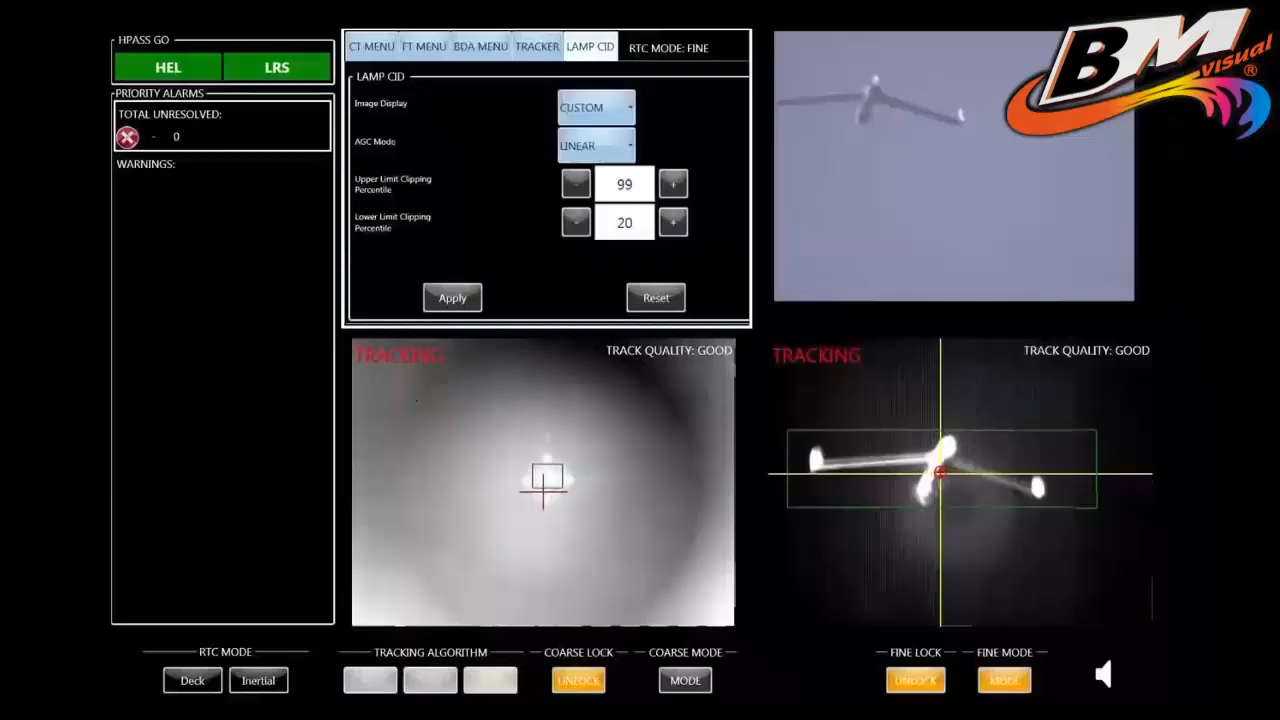 HPASS GO
HEL
LRS
PRIORITY ALARMS
TOTAL UNRESOLVED:
- 0
WARNINGS:
CT MENU
FT MENU
BDA MENU
TRACKER
LAMP CID
RTC MODE: FINE
LAMP CID
Image Display
CUSTOM
AGC Mode
LINEAR
Upper Limit Clipping
Percentile
- 99 +
Lower Limit Clipping
Percentile
- 20 +
Apply
Reset
BM
Visual
®
TRACKING
TRACK QUALITY: GOOD
TRACKING
TRACK QUALITY: GOOD
RTC MODE
Deck
Inertial
TRACKING ALGORITHM
COARSE LOCK
UNLOCK
COARSE MODE
MODE
FINE LOCK
UNLOCK
FINE MODE
MODE